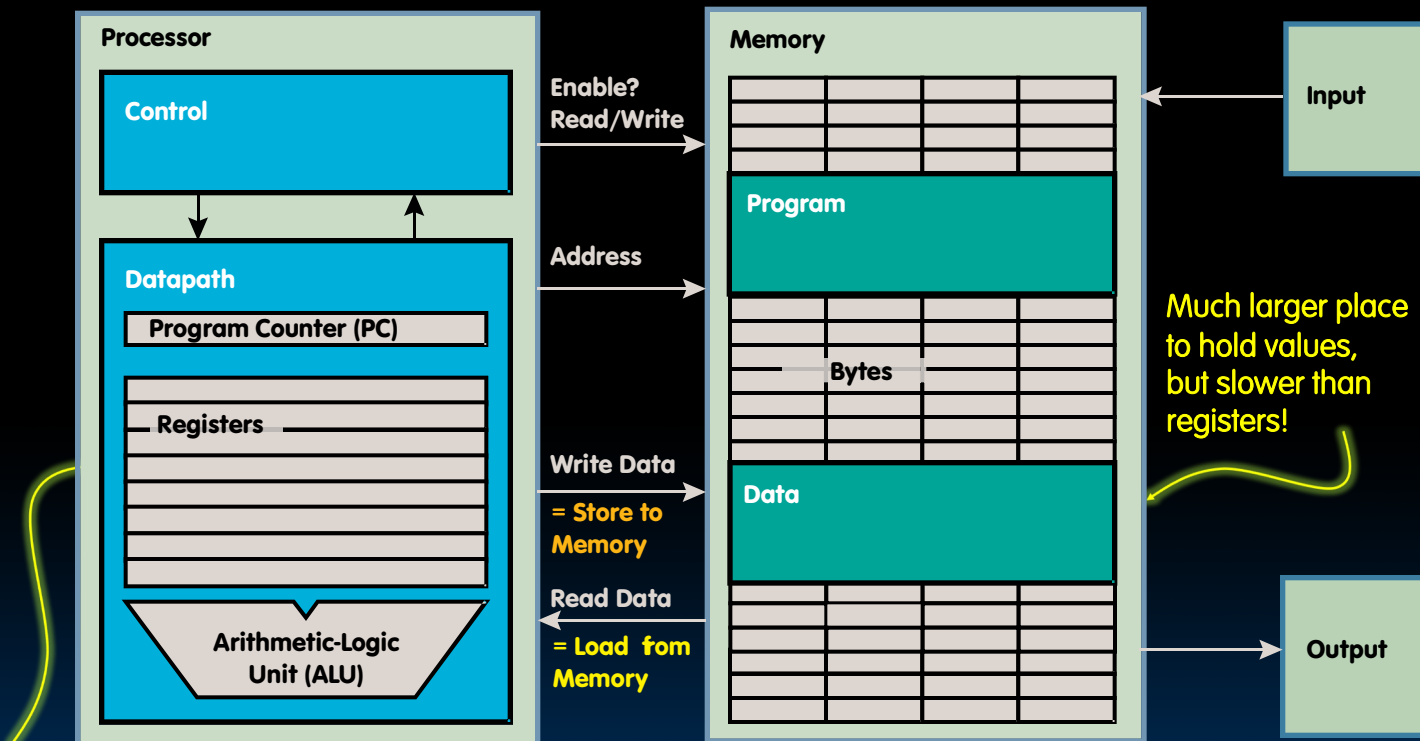 Processor
Control
Datapath
Program Counter (PC)
Registers
Arithmetic-Logic
Unit (ALU)
Enable?
Read/Write
Address
Write Data
= Store to
Memory
Read Data
= Load from
Memory
Memory
Program
Bytes
Data
Input
Much larger place
to hold values,
but slower than
registers!
Output